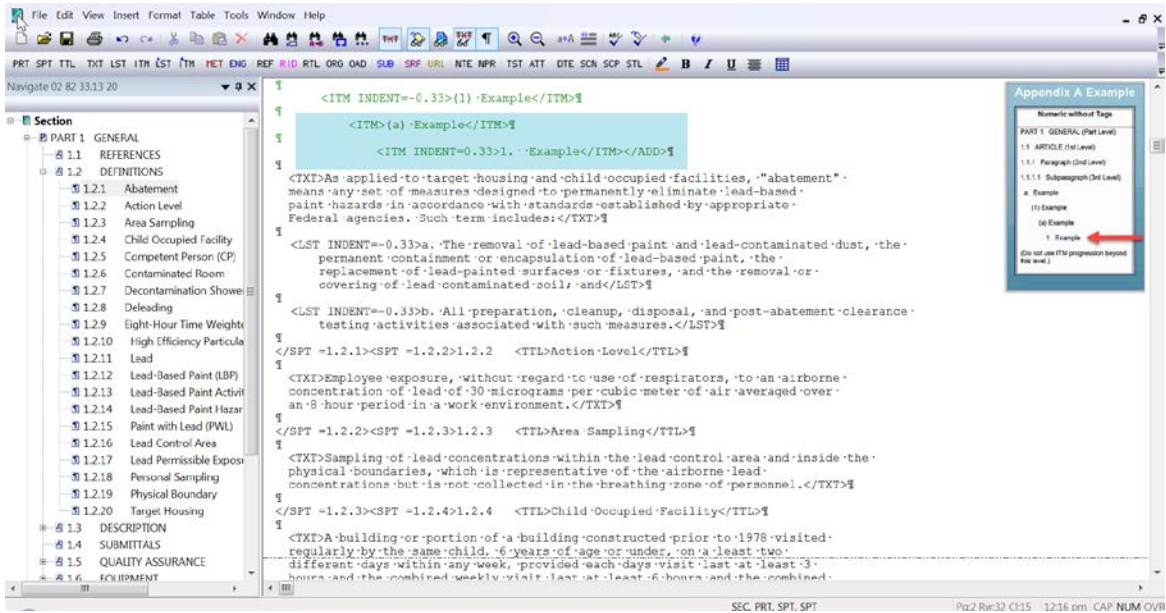 File Edit View Insert Format Table Tools Window Help
PRT SPT TTL TXT LST ITM LST ITM MET ENG REF RID RTL ORG OAD SUB SRF URL NTE NPR TST ATT DTE SCN SCP STL B I U
Navigate 02 82 33.13 20
Section
PART 1 GENERAL
1.1 REFERENCES
1.2 DEFINITIONS
1.2.1 Abatement
1.2.2 Action Level
1.2.3 Area Sampling
1.2.4 Child Occupied Facility
1.2.5 Competent Person (CP)
1.2.6 Contaminated Room
1.2.7 Decontamination Showe
1.2.8 Deleading
1.2.9 Eight-Hour Time Weighte
1.2.10 High Efficiency Particula
1.2.11 Lead
1.2.12 Lead-Based Paint (LBP)
1.2.13 Lead-Based Paint Activit
1.2.14 Lead-Based Paint Hazar
1.2.15 Paint with Lead (PWL)
1.2.16 Lead Control Area
1.2.17 Lead Permissible Exposu
1.2.18 Personal Sampling
1.2.19 Physical Boundary
1.2.20 Target Housing
1.3 DESCRIPTION
1.4 SUBMITTALS
1.5 QUALITY ASSURANCE
1.6 EQUIPMENT
¶
<ITM INDENT=-0.33>(1)·Example</ITM>¶
¶
<ITM>(a)·Example</ITM>¶
¶
<ITM INDENT=0.33>1.··Example</ITM></ADD>¶
¶
<TXT>As·applied·to·target·housing·and·child·occupied·facilities,·"abatement"·
means·any·set·of·measures·designed·to·permanently·eliminate·lead-based·
paint·hazards·in·accordance·with·standards·established·by·appropriate·
Federal·agencies.·Such·term·includes:</TXT>¶
¶
<LST INDENT=-0.33>a.·The·removal·of·lead-based·paint·and·lead-contaminated·dust,·the·
permanent·containment·or·encapsulation·of·lead-based·paint,·the·
replacement·of·lead-painted·surfaces·or·fixtures,·and·the·removal·or·
covering·of·lead·contaminated·soil;·and</LST>¶
¶
<LST INDENT=-0.33>b.·All·preparation,·cleanup,·disposal,·and·post-abatement·clearance·
testing·activities·associated·with·such·measures.</LST>¶
¶
</SPT =1.2.1><SPT =1.2.2>1.2.2 <TTL>Action·Level</TTL>¶
¶
<TXT>Employee·exposure,·without·regard·to·use·of·respirators,·to·an·airborne·
concentration·of·lead·of·30·micrograms·per·cubic·meter·of·air·averaged·over·
an·8·hour·period·in·a·work·environment.</TXT>¶
¶
</SPT =1.2.2><SPT =1.2.3>1.2.3 <TTL>Area·Sampling</TTL>¶
¶
<TXT>Sampling·of·lead·concentrations·within·the·lead·control·area·and·inside·the·
physical·boundaries,·which·is·representative·of·the·airborne·lead·
concentrations·but·is·not·collected·in·the·breathing·zone·of·personnel.</TXT>¶
¶
</SPT =1.2.3><SPT =1.2.4>1.2.4 <TTL>Child·Occupied·Facility</TTL>¶
¶
<TXT>A·building·or·portion·of·a·building·constructed·prior·to·1978·visited·
regularly·by·the·same·child,·6·years·of·age·or·under,·on·a·least·two·
different·days·within·any·week,·provided·each·days·visit·last·at·least·3·
hours·and·the·combined·weekly·visit·last·at·least·6·hours·and·the·combined·
Appendix A Example
Numeric without Tags
PART 1 GENERAL (Part Level)
1.1 ARTICLE (1st Level)
1.1.1 Paragraph (2nd Level)
1.1.1.1 Subparagraph (3rd Level)
a. Example
(1) Example
(a) Example
1. Example
(Do not use ITM progression beyond
this level.)
SEC, PRT, SPT, SPT
Pg:2 Rw:32 Cl:15 12:16 pm CAP NUM OVR